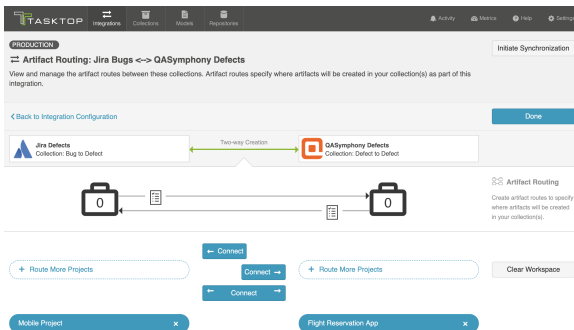 TASKTOP
Integrations
Collections
Models
Repositories
Activity
Metrics
Help
Settings
PRODUCTION
Artifact Routing: Jira Bugs <--> QASymphony Defects
View and manage the artifact routes between these collections. Artifact routes specify where artifacts will be created in your collection(s) as part of this
integration.
Initiate Synchronization
Back to Integration Configuration
Done
Jira Defects
Collection: Bug to Defect
Two-way Creation
QASymphony Defects
Collection: Defect to Defect
0
0
Artifact Routing
Create artifact routes to specify
where artifacts will be created
in your collection(s).
← Connect
+ Route More Projects
Connect →
+ Route More Projects
Clear Workspace
← Connect →
Mobile Project ×
Flight Reservation App ×